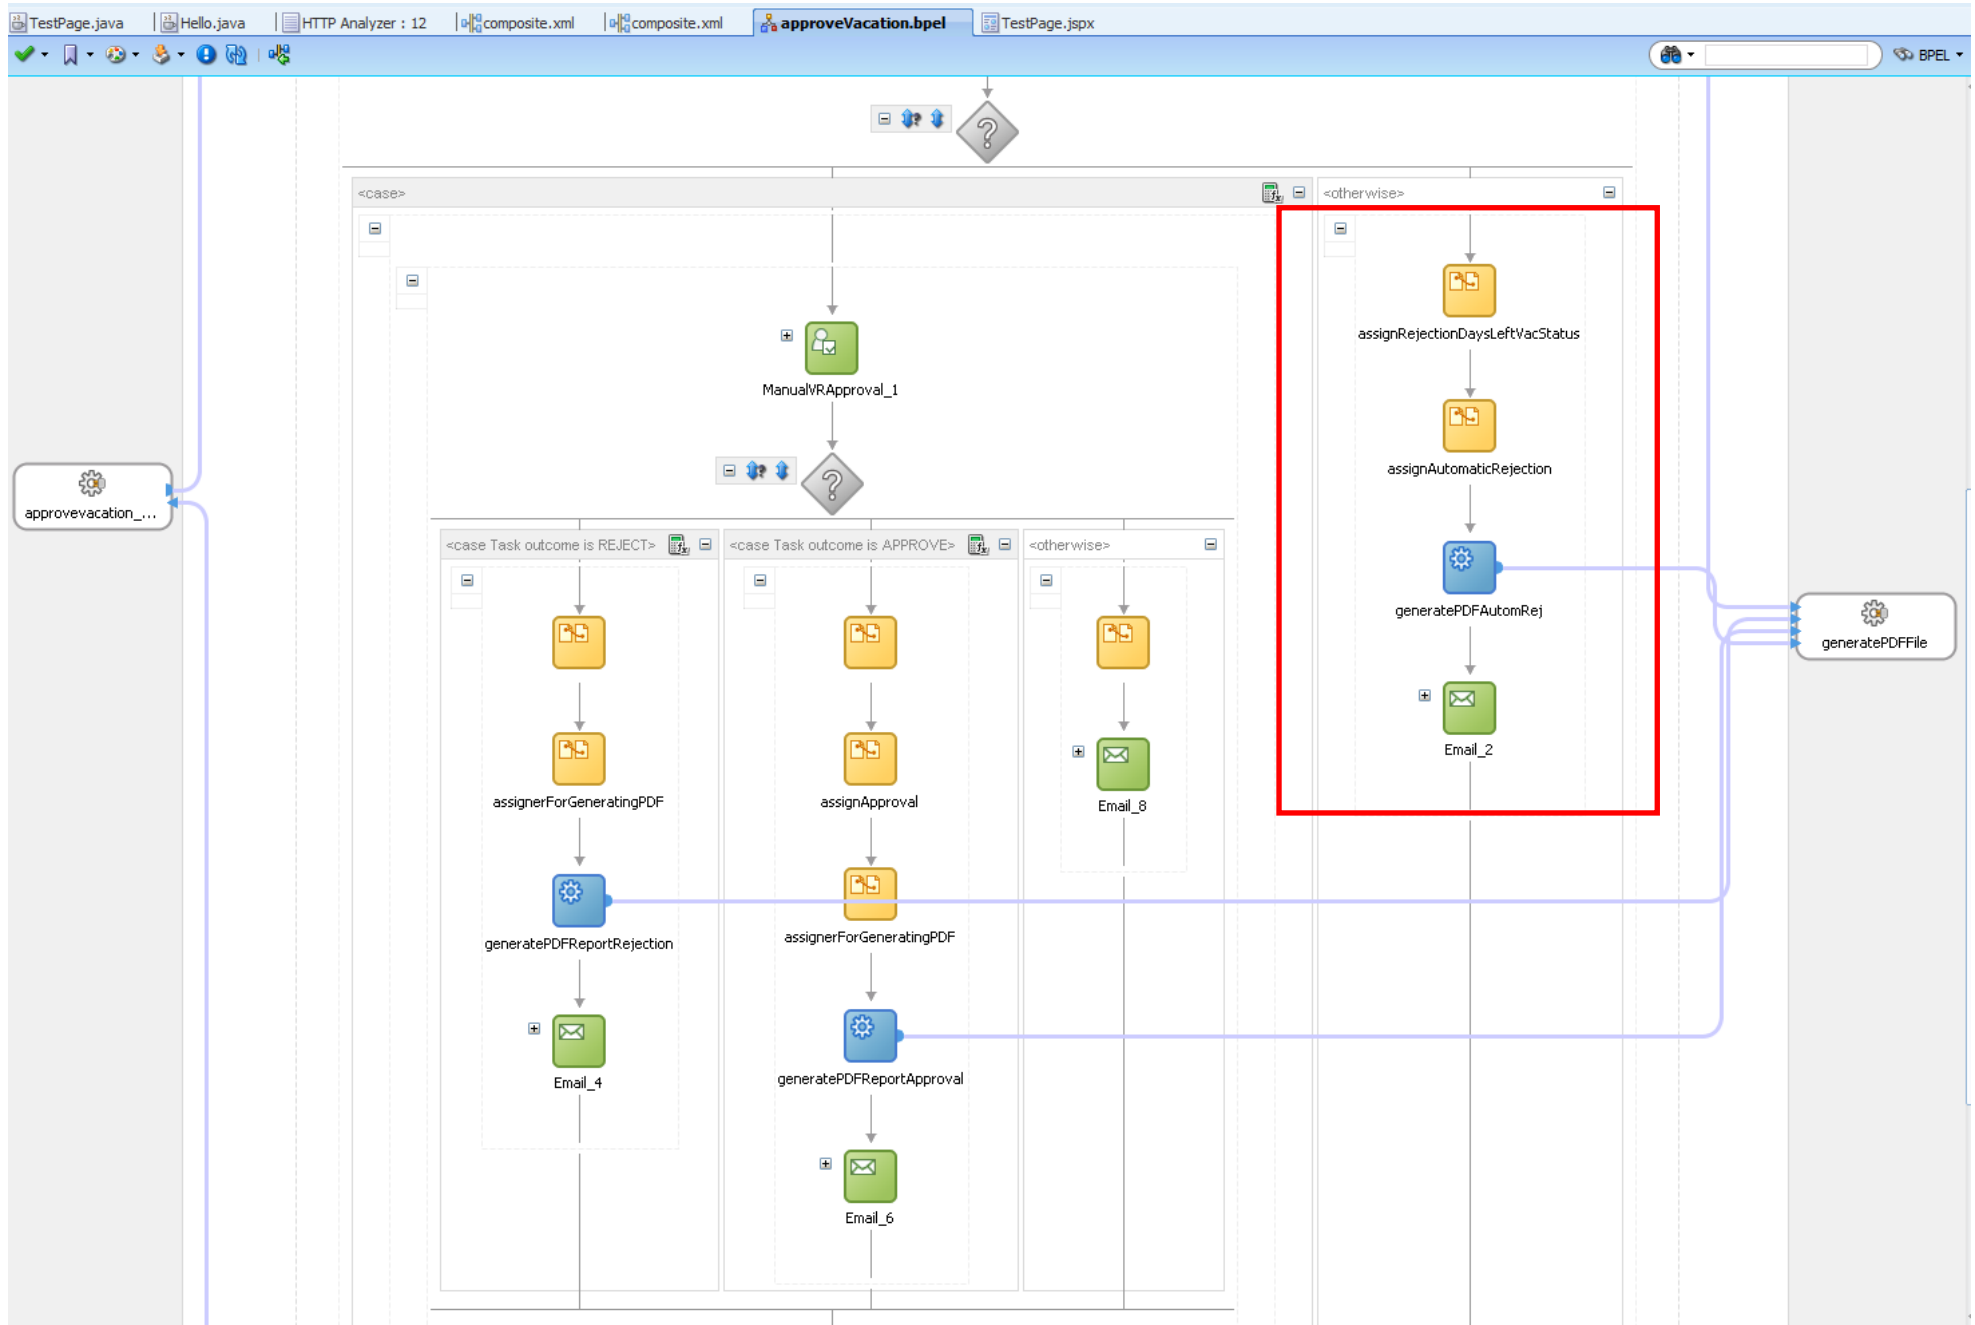 TestPage.java
Hello.java
HTTP Analyzer : 12
composite.xml
composite.xml
approveVacation.bpel
TestPage.jspx
BPEL
<case>
<otherwise>
assignRejectionDaysLeftVacStatus
ManualVRApproval_1
assignAutomaticRejection
approvevacation_...
<case Task outcome is REJECT>
<case Task outcome is APPROVE>
<otherwise>
generatePDFAutomRej
generatePDFFile
Email_2
assignerForGeneratingPDF
assignApproval
Email_8
generatePDFReportRejection
assignerForGeneratingPDF
Email_4
generatePDFReportApproval
Email_6